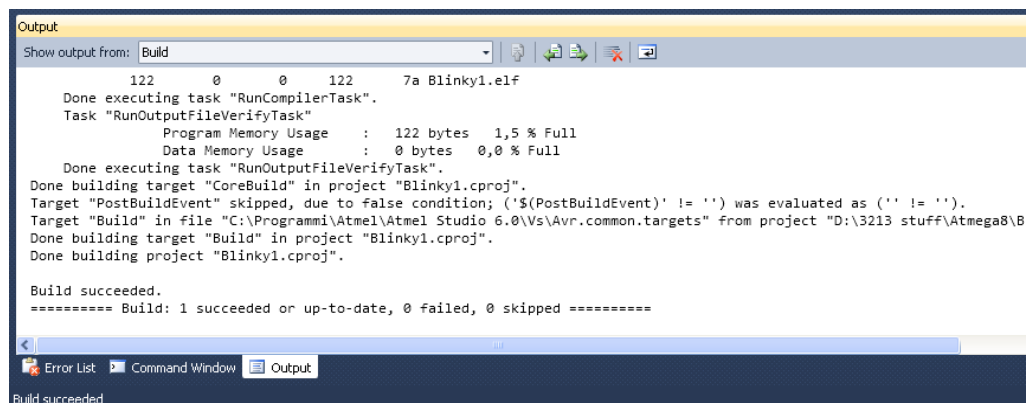 Output
Show output from: Build
122 0 0 122 7a Blinky1.elf
Done executing task "RunCompilerTask".
Task "RunOutputFileVerifyTask"
Program Memory Usage : 122 bytes 1,5 % Full
Data Memory Usage : 0 bytes 0,0 % Full
Done executing task "RunOutputFileVerifyTask".
Done building target "CoreBuild" in project "Blinky1.cproj".
Target "PostBuildEvent" skipped, due to false condition; ('$(PostBuildEvent)' != '') was evaluated as ('' != '').
Target "Build" in file "C:\Programmi\Atmel\Atmel Studio 6.0\Vs\Avr.common.targets" from project "D:\3213 stuff\Atmega8\B
Done building target "Build" in project "Blinky1.cproj".
Done building project "Blinky1.cproj".
Build succeeded.
========== Build: 1 succeeded or up-to-date, 0 failed, 0 skipped ==========
Error List Command Window Output
Build succeeded